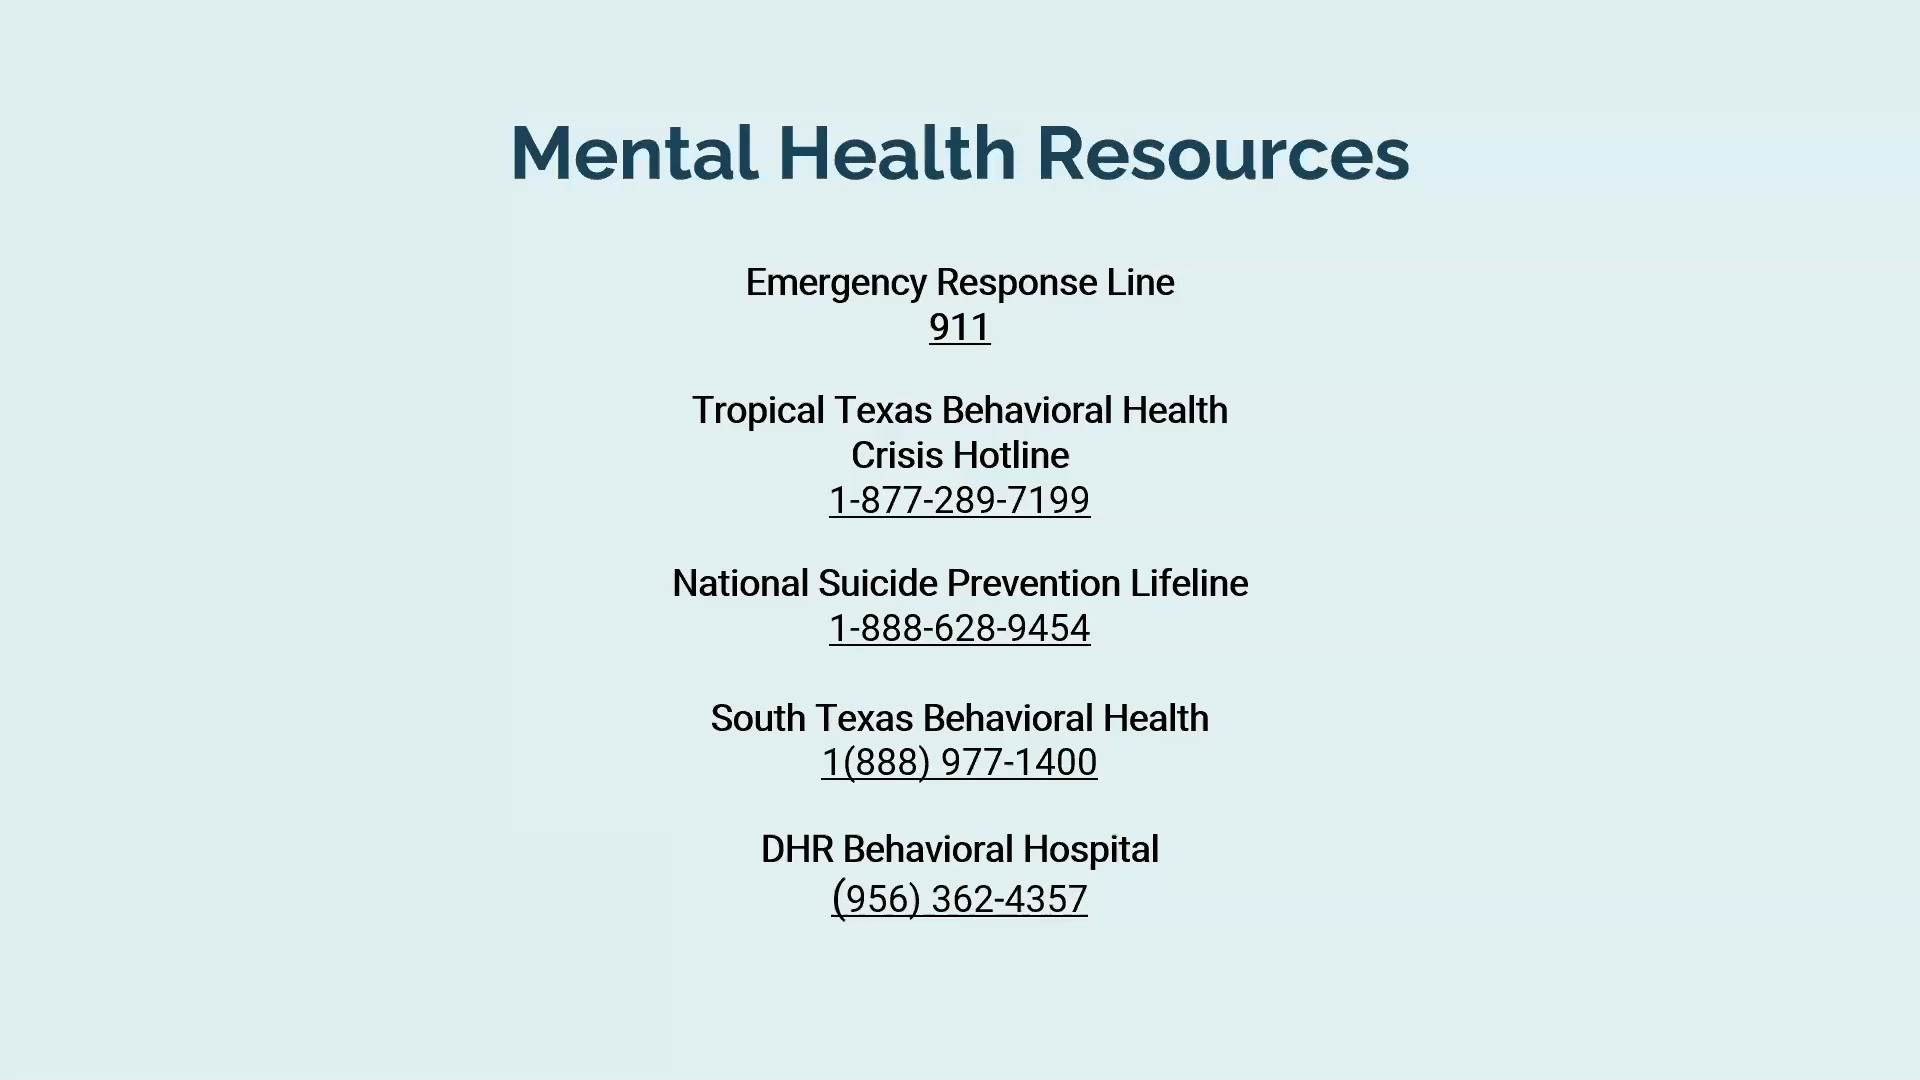 Mental Health Resources
Emergency Response Line
911
Tropical Texas Behavioral Health
Crisis Hotline
1-877-289-7199
National Suicide Prevention Lifeline
1-888-628-9454
South Texas Behavioral Health
1(888) 977-1400
DHR Behavioral Hospital
(956) 362-4357